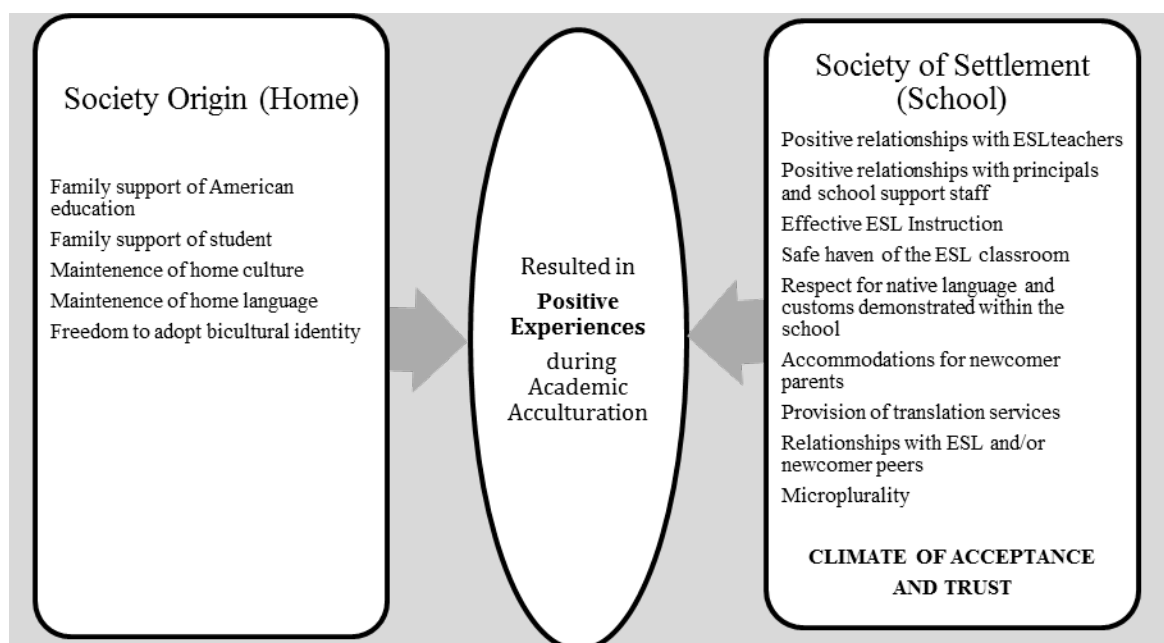 Society Origin (Home)
Family support of American
education
Family support of student
Maintenence of home culture
Maintenence of home language
Freedom to adopt bicultural identity
Resulted in
Positive
Experiences
during
Academic
Acculturation
Society of Settlement
(School)
Positive relationships with ESL teachers
Positive relationships with principals
and school support staff
Effective ESL Instruction
Safe haven of the ESL classroom
Respect for native language and
customs demonstrated within the
school
Accommodations for newcomer
parents
Provision of translation services
Relationships with ESL and/or
newcomer peers
Microplurality
CLIMATE OF ACCEPTANCE
AND TRUST